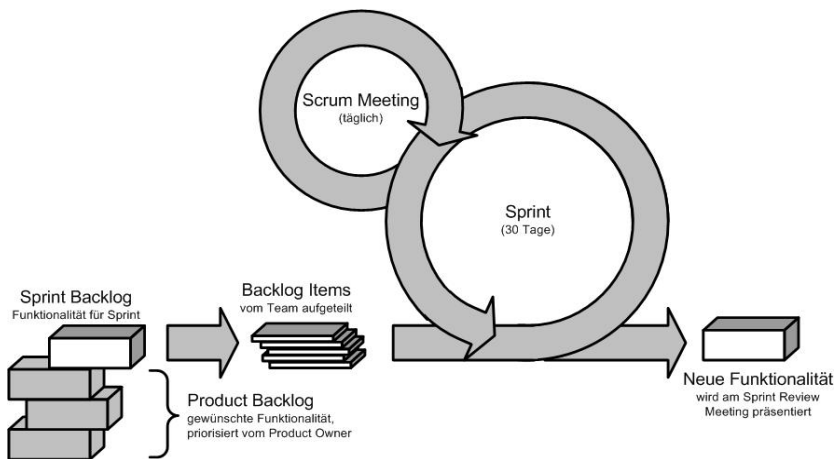 Scrum Meeting
(täglich)
Sprint
(30 Tage)
Sprint Backlog
Funktionalität für Sprint
Backlog Items
vom Team aufgeteilt
Product Backlog
gewünschte Funktionalität,
priorisiert vom Product Owner
Neue Funktionalität
wird am Sprint Review
Meeting präsentiert